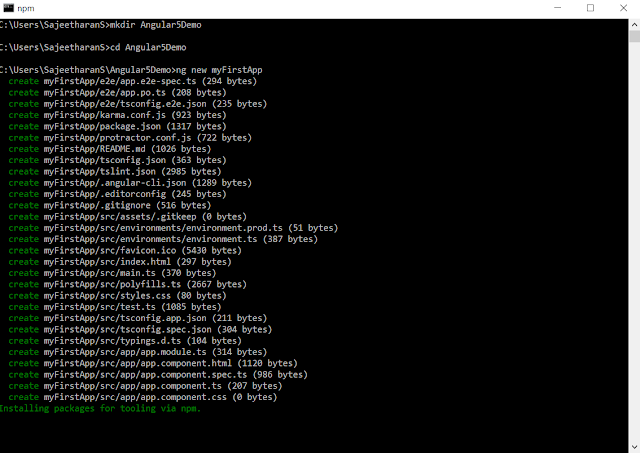 npm
C:\Users\SajeetharanS>mkdir Angular5Demo
C:\Users\SajeetharanS>cd Angular5Demo
C:\Users\SajeetharanS\Angular5Demo>ng new myFirstApp
create myFirstApp/e2e/app.e2e-spec.ts (294 bytes)
create myFirstApp/e2e/app.po.ts (208 bytes)
create myFirstApp/e2e/tsconfig.e2e.json (235 bytes)
create myFirstApp/karma.conf.js (923 bytes)
create myFirstApp/package.json (1317 bytes)
create myFirstApp/protractor.conf.js (722 bytes)
create myFirstApp/README.md (1026 bytes)
create myFirstApp/tsconfig.json (363 bytes)
create myFirstApp/tslint.json (2985 bytes)
create myFirstApp/.angular-cli.json (1289 bytes)
create myFirstApp/.editorconfig (245 bytes)
create myFirstApp/.gitignore (516 bytes)
create myFirstApp/src/assets/.gitkeep (0 bytes)
create myFirstApp/src/environments/environment.prod.ts (51 bytes)
create myFirstApp/src/environments/environment.ts (387 bytes)
create myFirstApp/src/favicon.ico (5430 bytes)
create myFirstApp/src/index.html (297 bytes)
create myFirstApp/src/main.ts (370 bytes)
create myFirstApp/src/polyfills.ts (2667 bytes)
create myFirstApp/src/styles.css (80 bytes)
create myFirstApp/src/test.ts (1085 bytes)
create myFirstApp/src/tsconfig.app.json (211 bytes)
create myFirstApp/src/tsconfig.spec.json (304 bytes)
create myFirstApp/src/typings.d.ts (104 bytes)
create myFirstApp/src/app/app.module.ts (314 bytes)
create myFirstApp/src/app/app.component.html (1120 bytes)
create myFirstApp/src/app/app.component.spec.ts (986 bytes)
create myFirstApp/src/app/app.component.ts (207 bytes)
create myFirstApp/src/app/app.component.css (0 bytes)
Installing packages for tooling via npm.